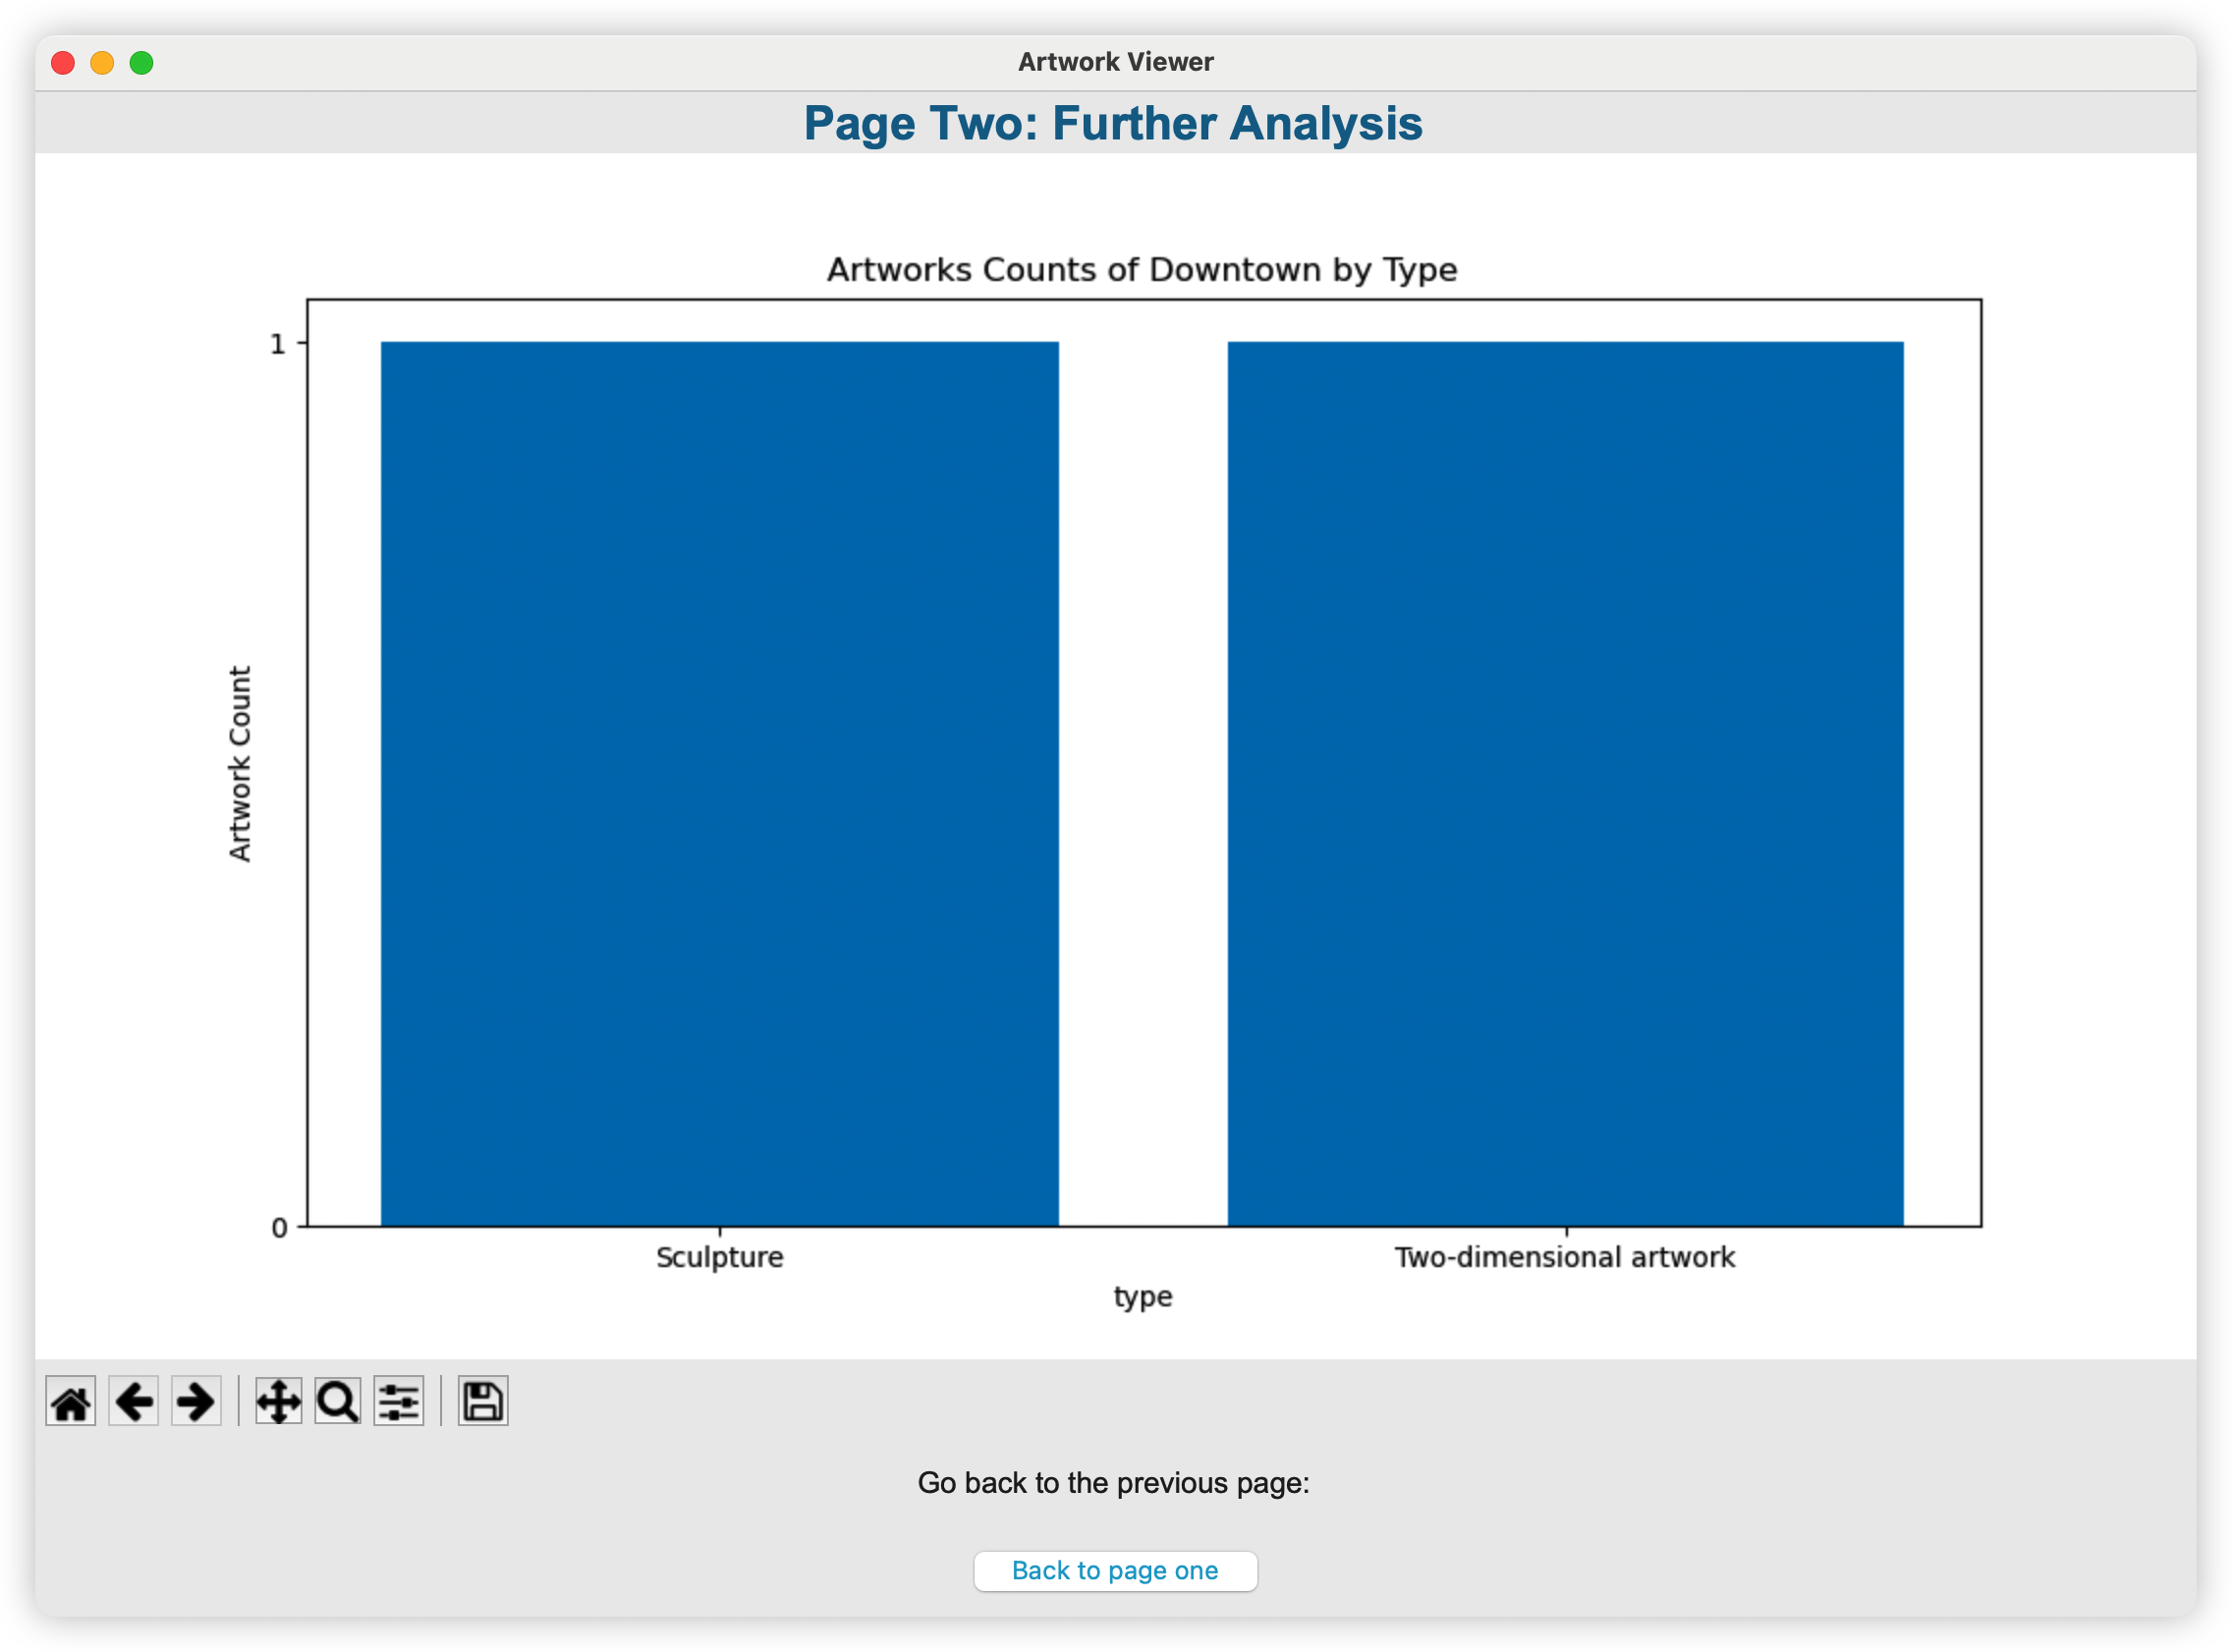 Artwork Viewer
Page Two: Further Analysis
Artworks Counts of Downtown by Type
1
Artwork Count
0
Sculpture
Two-dimensional artwork
type
Go back to the previous page:
Back to page one